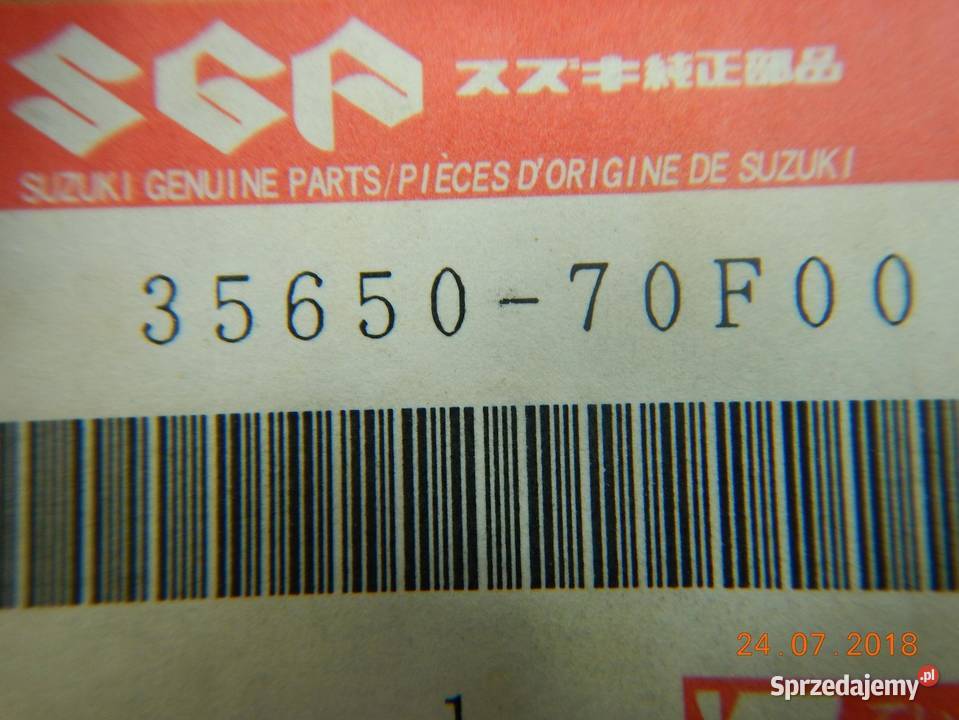 SGP スズキ純正部品
SUZUKI GENUINE PARTS/PIÈCES D'ORIGINE DE SUZUKI
35650-70F00
24.07.2018
1
Sprzedajemy.pl